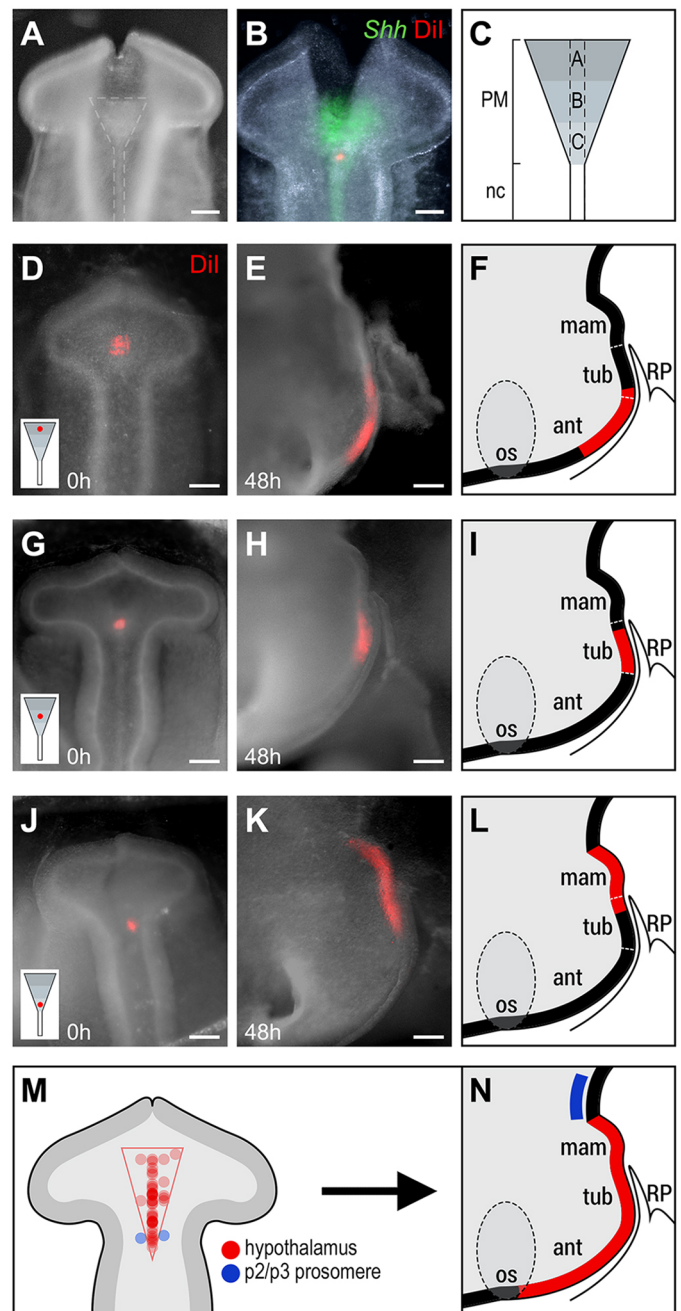 A
B
Shh DiI
C
A
B
C
PM
nc
D
DiI
0h
E
48h
F
mam
tub
RP
ant
os
G
0h
H
48h
I
mam
tub
RP
ant
os
J
0h
K
48h
L
mam
tub
RP
ant
os
M
hypothalamus
p2/p3 prosomere
N
mam
tub
RP
ant
os